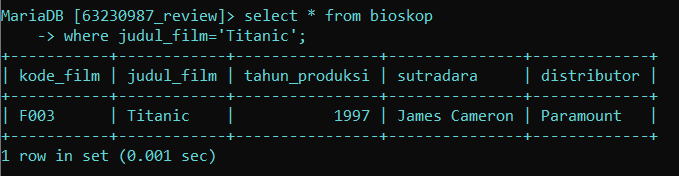 MariaDB [63230987_review]> select * from bioskop
    -> where judul_film='Titanic';
+-----------+------------+----------------+---------------+-------------+
| kode_film | judul_film | tahun_produksi | sutradara     | distributor |
+-----------+------------+----------------+---------------+-------------+
| F003      | Titanic    |           1997 | James Cameron | Paramount   |
+-----------+------------+----------------+---------------+-------------+
1 row in set (0.001 sec)